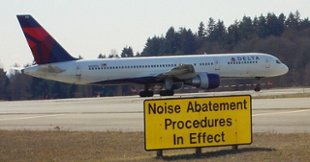 DELTA
Noise Abatement
Procedures
In Effect